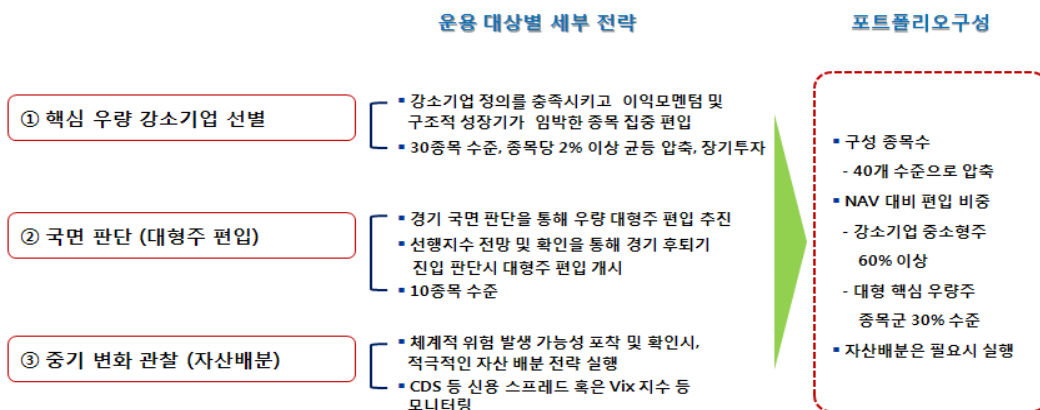 운용 대상별 세부 전략
포트폴리오구성
① 핵심 우량 강소기업 선별
▪ 강소기업 정의를 충족시키고 이익모멘텀 및
구조적 성장기가 임박한 종목 집중 편입
▪ 30종목 수준, 종목당 2% 이상 균등 압축, 장기투자
② 국면 판단 (대형주 편입)
▪ 경기 국면 판단을 통해 우량 대형주 편입 추진
▪ 선행지수 전망 및 확인을 통해 경기 후퇴기
진입 판단시 대형주 편입 개시
▪ 10종목 수준
③ 중기 변화 관찰 (자산배분)
▪ 체계적 위험 발생 가능성 포착 및 확인시,
적극적인 자산 배분 전략 실행
▪ CDS 등 신용 스프레드 혹은 Vix 지수 등
모니터링
▪ 구성 종목수
- 40개 수준으로 압축
▪ NAV 대비 편입 비중
- 강소기업 중소형주
60% 이상
- 대형 핵심 우량주
종목군 30% 수준
▪ 자산배분은 필요시 실행